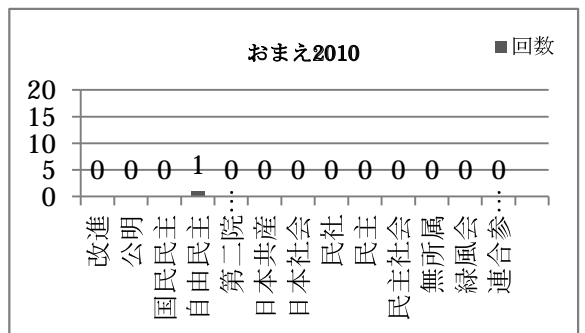 おまえ2010
回数
20
15
10
5
0
0 0 0 1 0 0 0 0 0 0 0 0 0
改進
公明
国民民主
自由民主
第二院…
日本共産
日本社会
民社
民主
民主社会
無所属
緑風会
連合参…